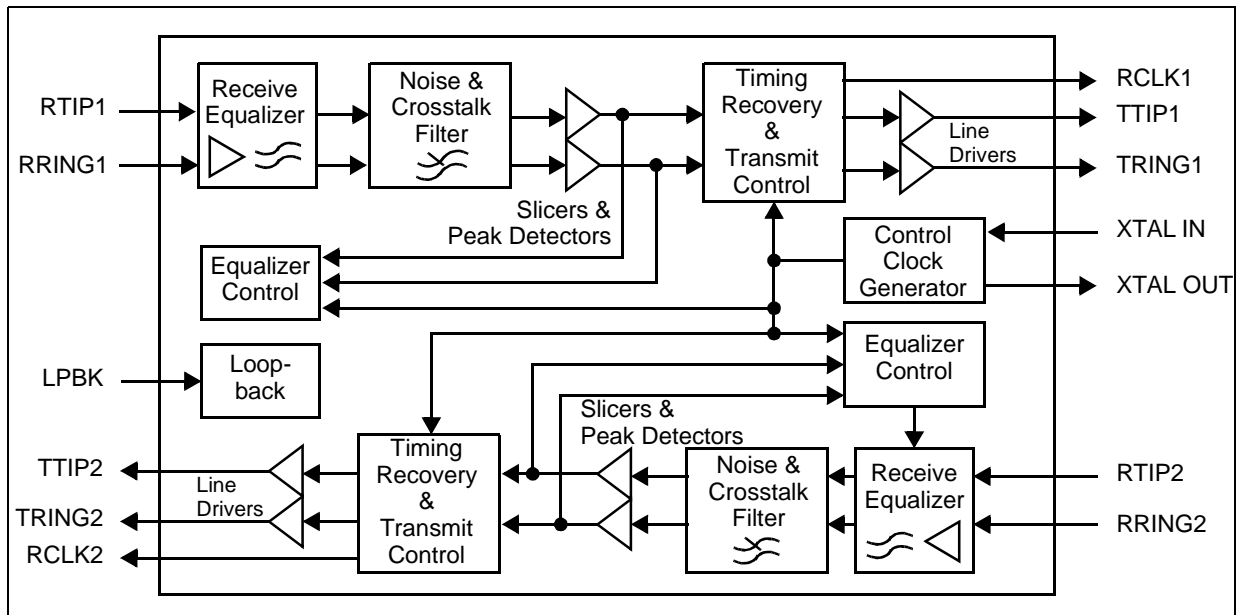 RTIP1
RRING1
Receive
Equalizer
Noise &
Crosstalk
Filter
Slicers &
Peak Detectors
Timing
Recovery
&
Transmit
Control
Line
Drivers
RCLK1
TTIP1
TRING1
Equalizer
Control
Control
Clock
Generator
XTAL IN
XTAL OUT
LPBK
Loop-
back
Equalizer
Control
TTIP2
TRING2
RCLK2
Line
Drivers
Timing
Recovery
&
Transmit
Control
Slicers &
Peak Detectors
Noise &
Crosstalk
Filter
Receive
Equalizer
RTIP2
RRING2